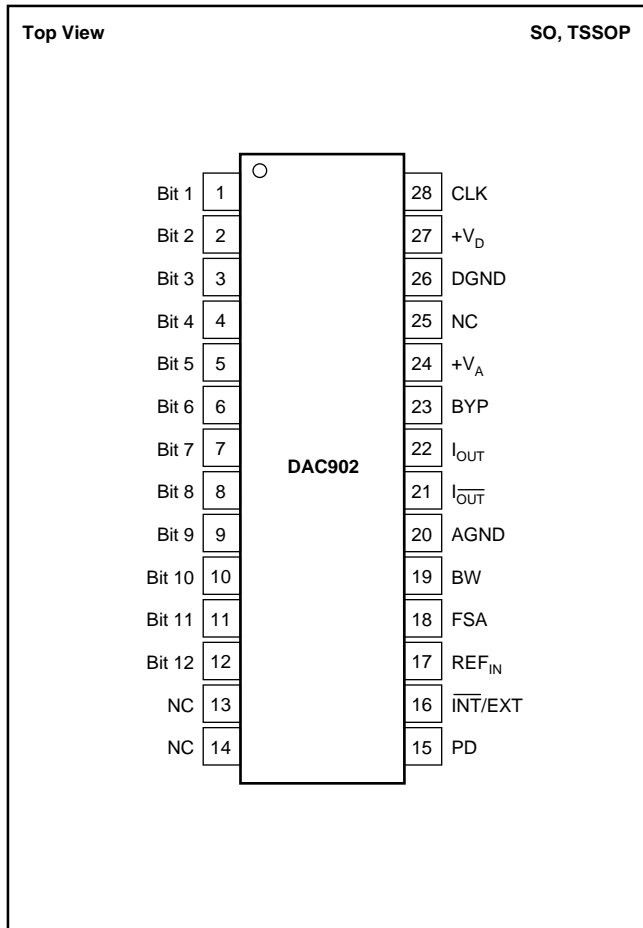 Top View SO, TSSOP
Bit 1 1 28 CLK
Bit 2 2 27 +V_D
Bit 3 3 26 DGND
Bit 4 4 25 NC
Bit 5 5 24 +V_A
Bit 6 6 23 BYP
Bit 7 7 22 I_OUT
DAC902
Bit 8 8 21 I_O̅U̅T̅
Bit 9 9 20 AGND
Bit 10 10 19 BW
Bit 11 11 18 FSA
Bit 12 12 17 REF_IN
NC 13 16 I̅N̅T̅/EXT
NC 14 15 PD